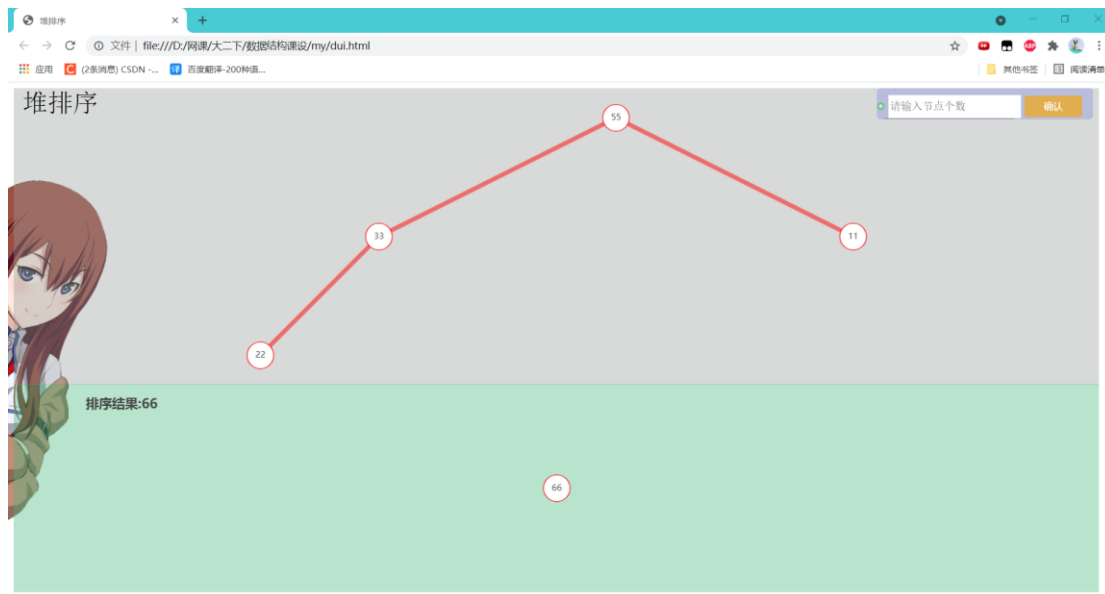 堆排序
文件 | file:///D:/网课/大二下/数据结构课设/my/dui.html
应用
(2条消息) CSDN -...
译
百度翻译-200种语...
其他书签
阅读清单
堆排序
请输入节点个数
确认
55
33
11
22
排序结果:66
66